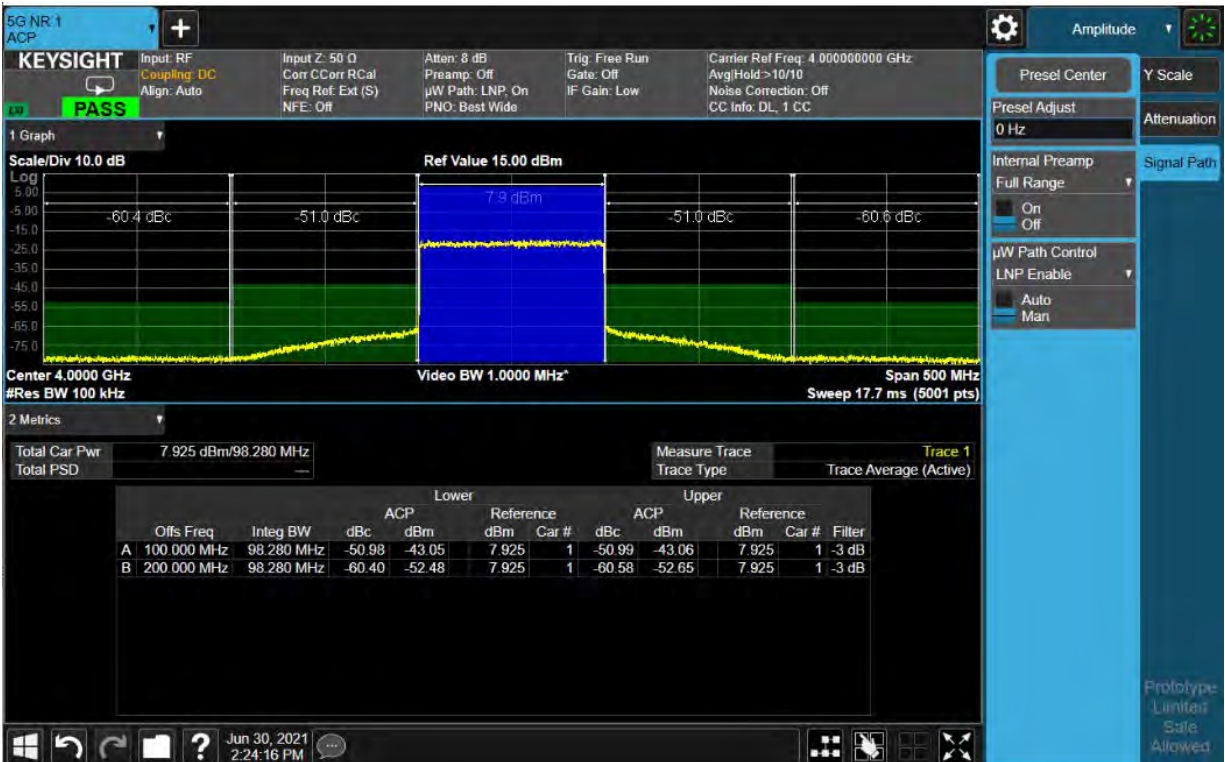 5G NR 1
ACP
+
Amplitude
KEYSIGHT
PASS
Input: RF
Coupling: DC
Align: Auto
Input Z: 50 Ω
Corr CCorr RCal
Freq Ref: Ext (S)
NFE: Off
Atten: 8 dB
Preamp: Off
µW Path: LNP, On
PNO: Best Wide
Trig: Free Run
Gate: Off
IF Gain: Low
Carrier Ref Freq: 4.000000000 GHz
Avg|Hold:>10/10
Noise Correction: Off
CC Info: DL, 1 CC
1 Graph
Scale/Div 10.0 dB
Ref Value 15.00 dBm
Log
5.00
-5.00
-15.0
-25.0
-35.0
-45.0
-55.0
-65.0
-75.0
-60.4 dBc
-51.0 dBc
7.9 dBm
-51.0 dBc
-60.6 dBc
Center 4.0000 GHz
Video BW 1.0000 MHz*
Span 500 MHz
#Res BW 100 kHz
Sweep 17.7 ms (5001 pts)
2 Metrics
Total Car Pwr 7.925 dBm/98.280 MHz
Total PSD ---
Measure Trace Trace 1
Trace Type Trace Average (Active)
Lower Upper
ACP Reference ACP Reference
Offs Freq Integ BW dBc dBm dBm Car # dBc dBm dBm Car # Filter
A 100.000 MHz 98.280 MHz -50.98 -43.05 7.925 1 -50.99 -43.06 7.925 1 -3 dB
B 200.000 MHz 98.280 MHz -60.40 -52.48 7.925 1 -60.58 -52.65 7.925 1 -3 dB
Presel Center
Presel Adjust
0 Hz
Internal Preamp
Full Range
On
Off
µW Path Control
LNP Enable
Auto
Man
Y Scale
Attenuation
Signal Path
Prototype
Limited
Sale
Allowed
?
Jun 30, 2021
2:24:16 PM